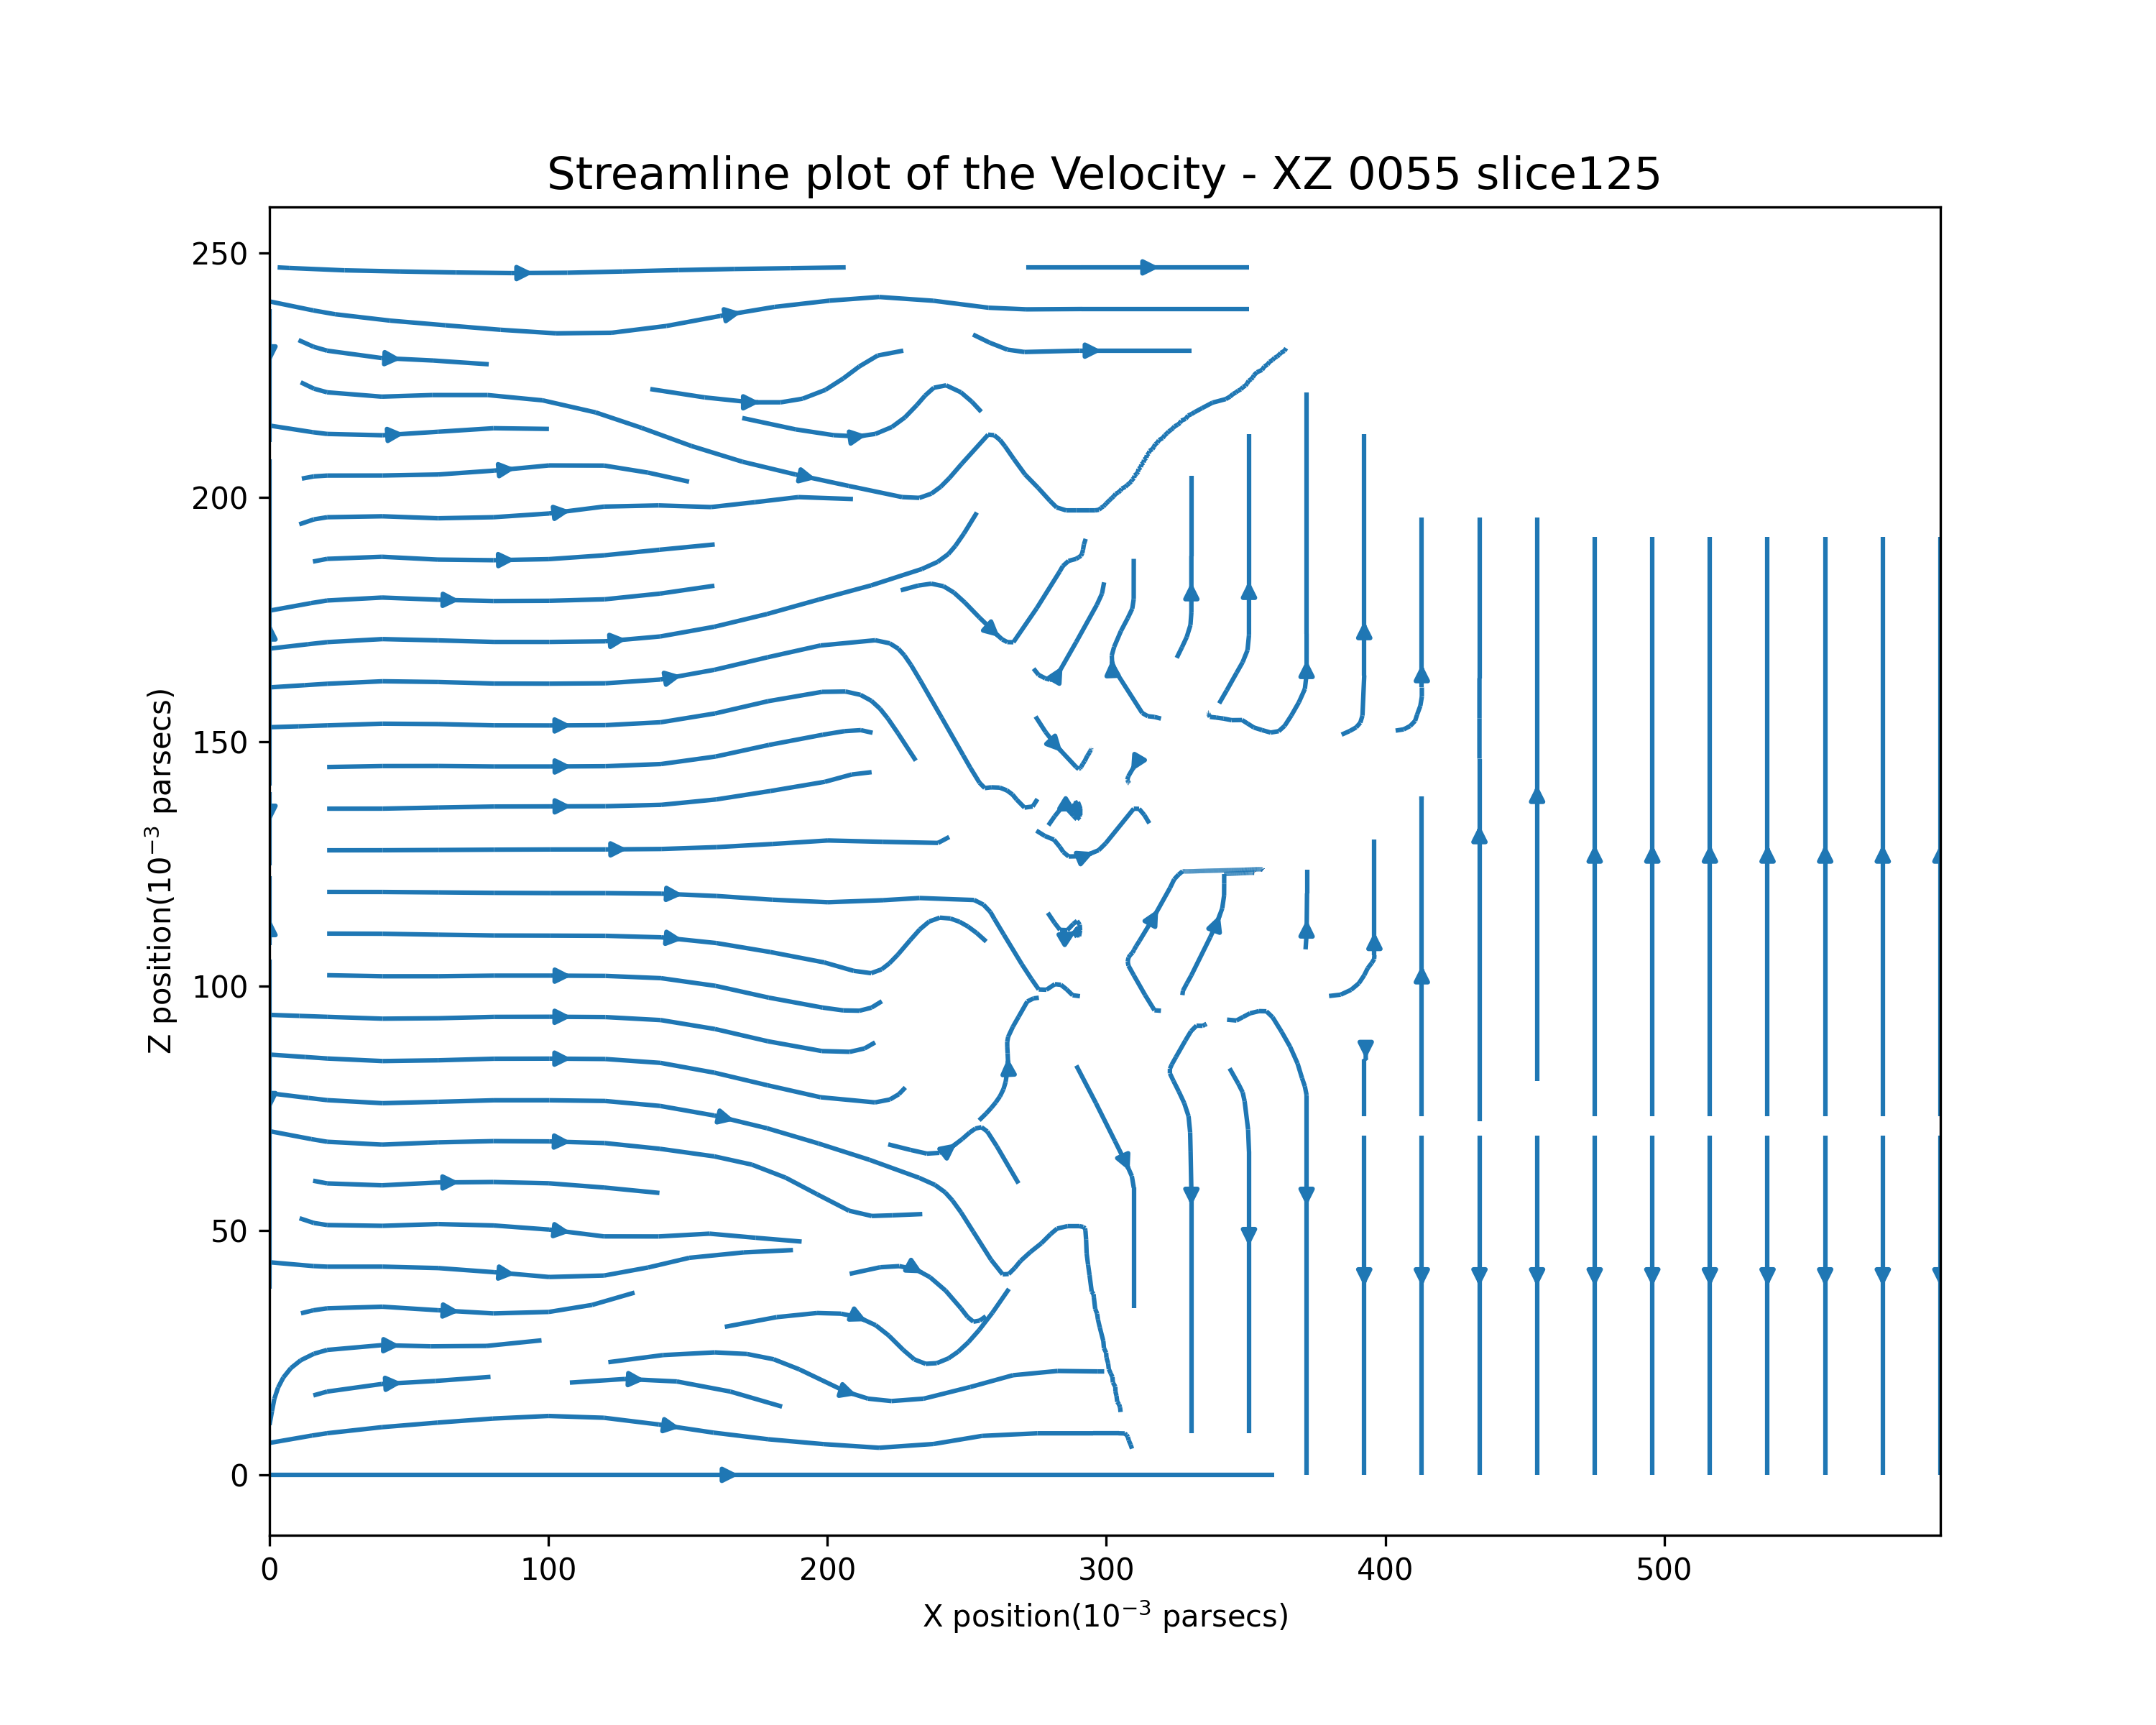 Streamline plot of the Velocity - XZ 0055 slice125
250
200
150
100
50
0
Z position(10⁻³ parsecs)
0 100 200 300 400 500
X position(10⁻³ parsecs)